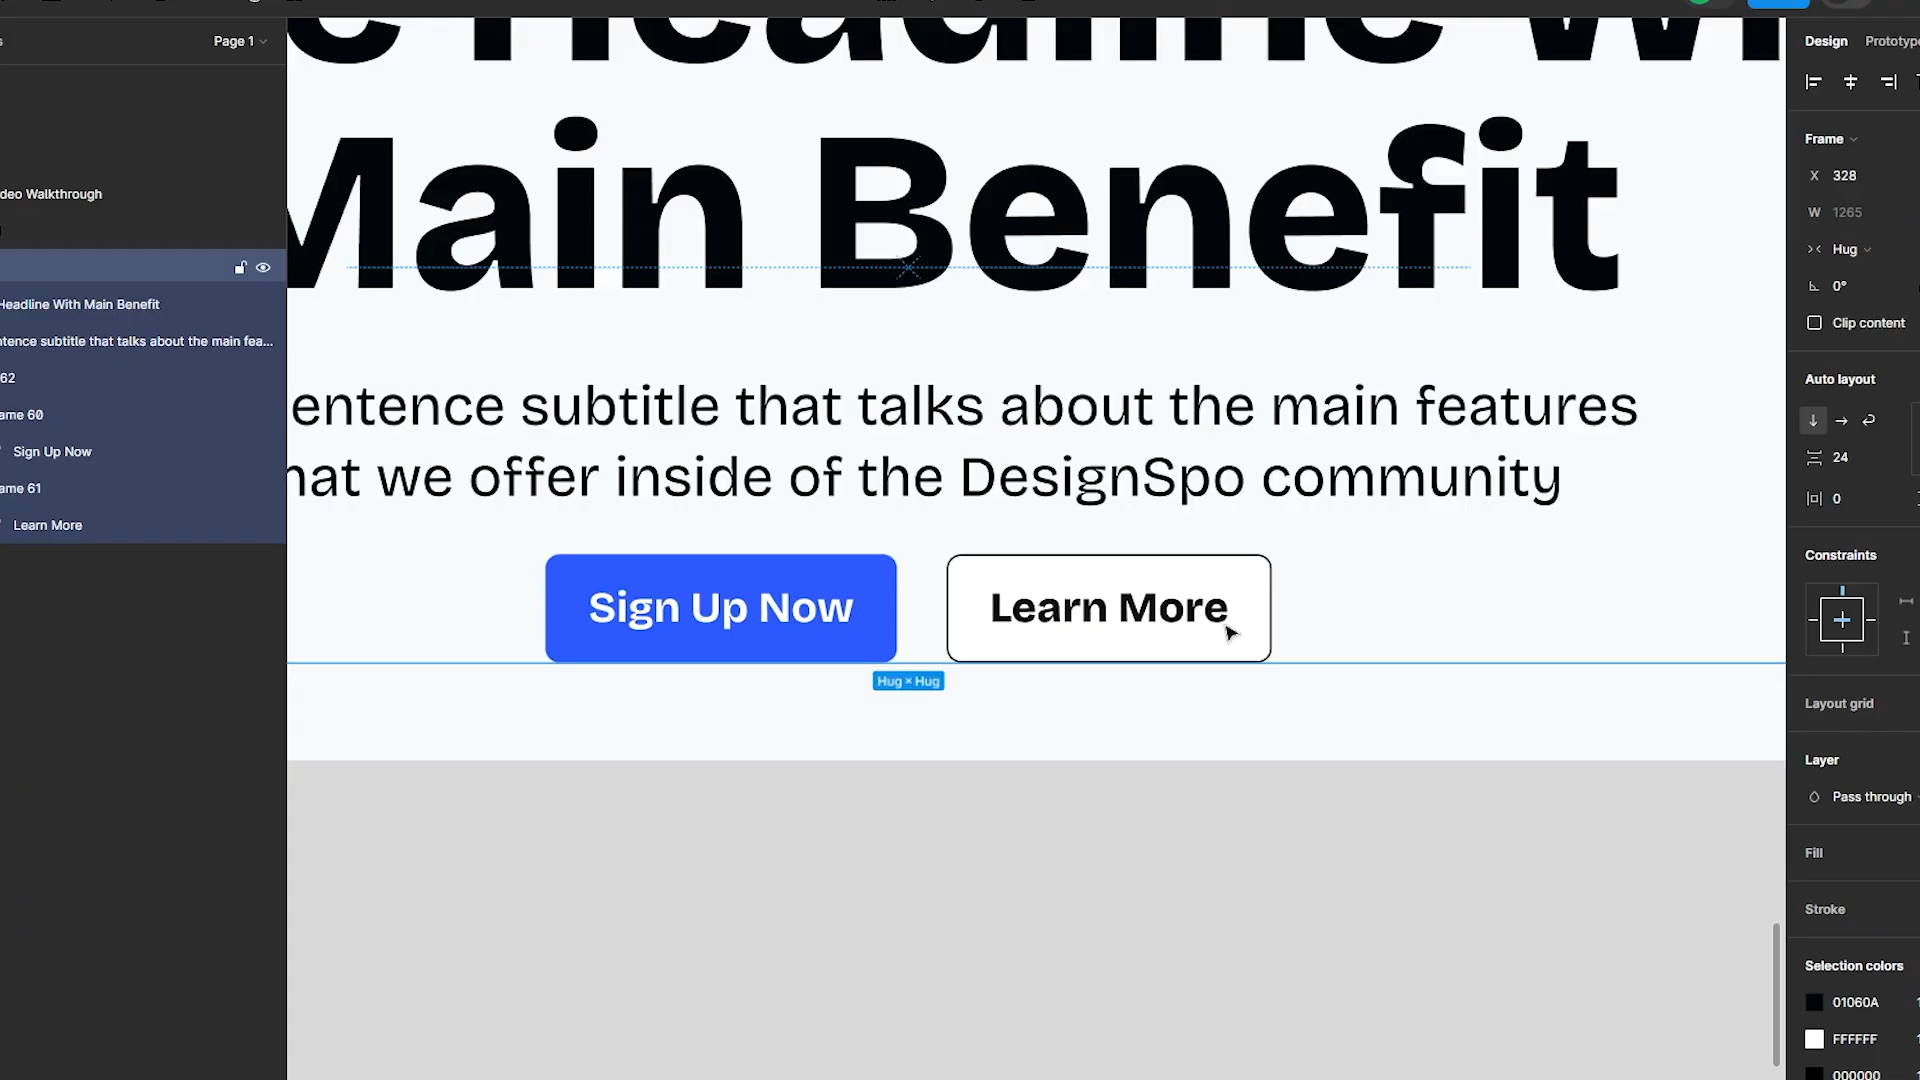 Page 1
deo Walkthrough
Headline With Main Benefit
ntence subtitle that talks about the main fea...
62
ame 60
Sign Up Now
ame 61
Learn More
e Headline Wi
Main Benefit
entence subtitle that talks about the main features
hat we offer inside of the DesignSpo community
Sign Up Now
Learn More
Hug × Hug
Design Prototype
Frame
X 328
W 1265
Hug
0°
Clip content
Auto layout
24
0
Constraints
Layout grid
Layer
Pass through
Fill
Stroke
Selection colors
01060A
FFFFFF
000000